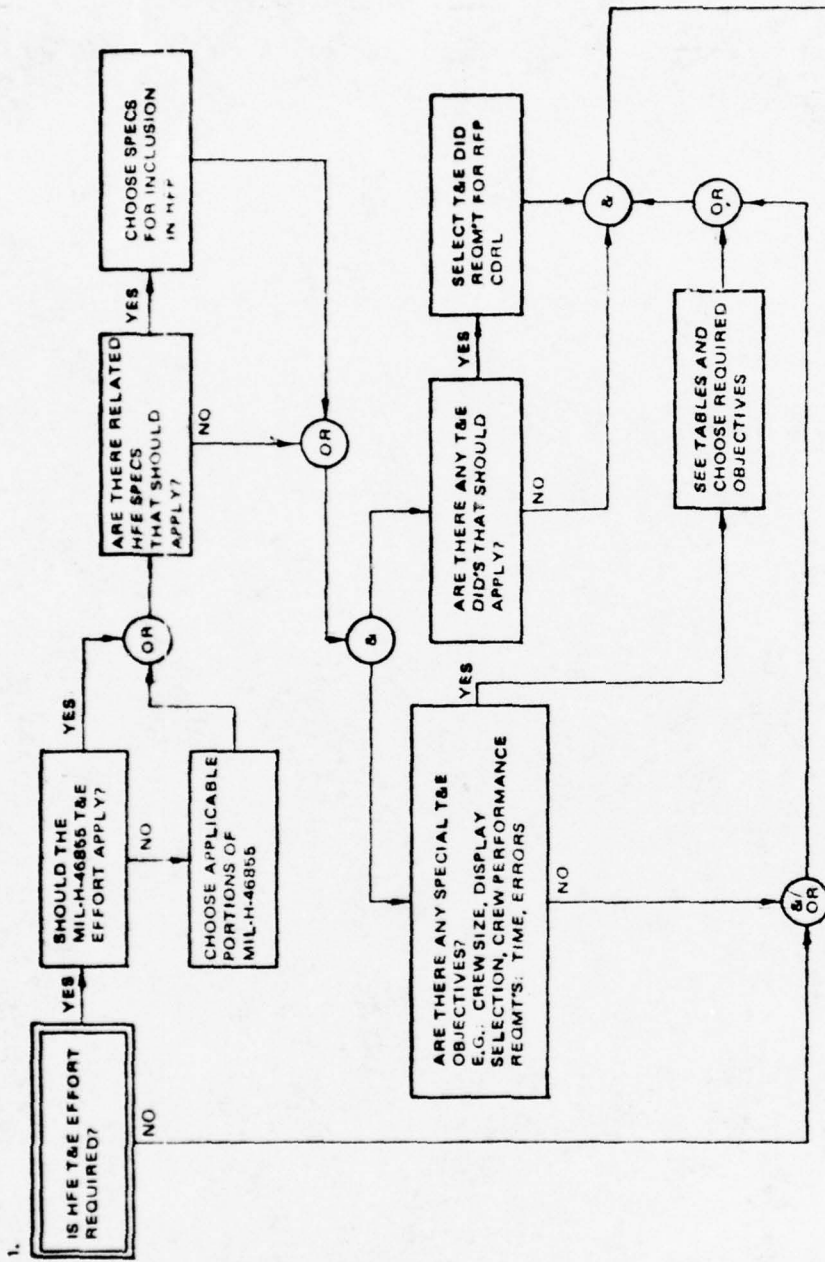 1.
IS HFE T&E EFFORT
REQUIRED?
YES
NO
SHOULD THE
MIL-H-46855 T&E
EFFORT APPLY?
YES
NO
CHOOSE APPLICABLE
PORTIONS OF
MIL-H-46855
OR
ARE THERE RELATED
HFE SPECS
THAT SHOULD
APPLY?
YES
NO
CHOOSE SPECS
FOR INCLUSION
IN RFP
OR
&
ARE THERE ANY SPECIAL T&E
OBJECTIVES?
E.G.: CREW SIZE, DISPLAY
SELECTION, CREW PERFORMANCE
REQMT'S: TIME, ERRORS
YES
NO
ARE THERE ANY T&E
DID'S THAT SHOULD
APPLY?
YES
NO
SELECT T&E DID
REQM'T FOR RFP
CDRL
&
SEE TABLES AND
CHOOSE REQUIRED
OBJECTIVES
OR
&/
OR